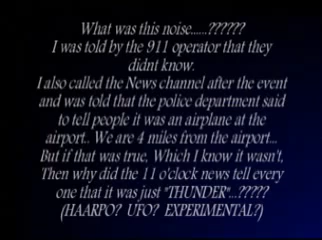 What was this noise......??????
I was told by the 911 operator that they
didnt know.
I also called the News channel after the event
and was told that the police department said
to tell people it was an airplane at the
airport.. We are 4 miles from the airport...
But if that was true, Which I know it wasn't,
Then why did the 11 o'clock news tell every
one that it was just "THUNDER"...?????
(HAARPO? UFO? EXPERIMENTAL?)